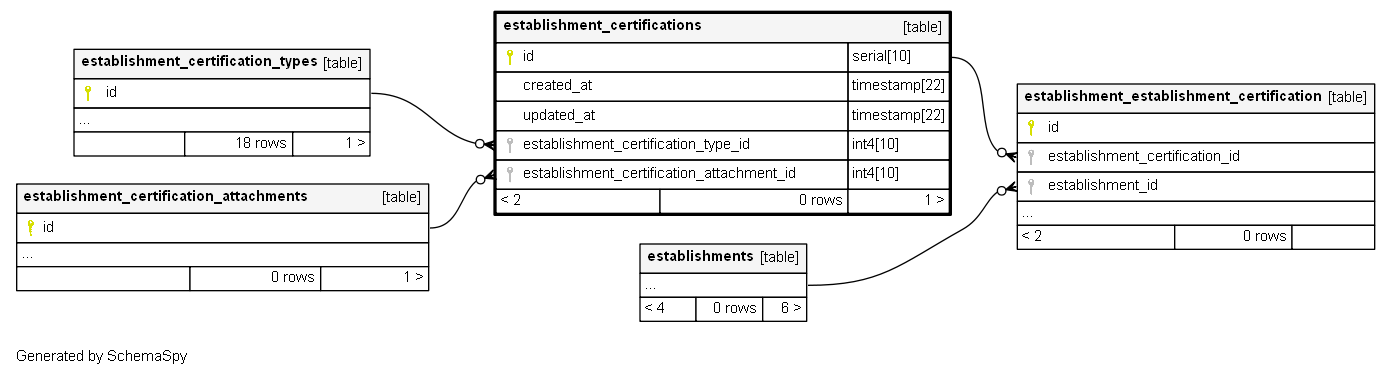 establishment_certifications [table]
id serial[10]
created_at timestamp[22]
updated_at timestamp[22]
establishment_certification_type_id int4[10]
establishment_certification_attachment_id int4[10]
< 2 0 rows 1 >
establishment_certification_types [table]
id
...
18 rows 1 >
establishment_certification_attachments [table]
id
...
0 rows 1 >
establishment_establishment_certification [table]
id
establishment_certification_id
establishment_id
...
< 2 0 rows
establishments [table]
...
< 4 0 rows 6 >
Generated by SchemaSpy